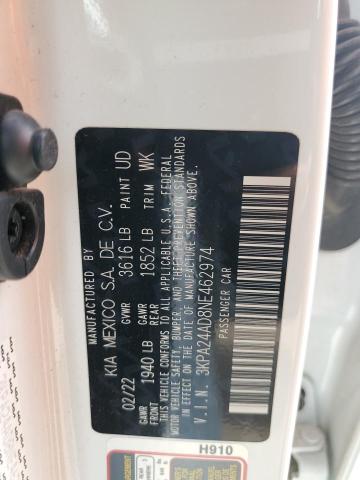 MANUFACTURED BY
KIA MEXICO S.A. DE C.V.
02/22 GVWR 3616 LB PAINT UD
GAWR FRONT 1940 LB GAWR REAR 1852 LB TRIM WK
THIS VEHICLE CONFORMS TO ALL APPLICABLE U.S.A. FEDERAL
MOTOR VEHICLE SAFETY, BUMPER, AND THEFT PREVENTION STANDARDS
IN EFFECT ON THE DATE OF MANUFACTURE SHOWN ABOVE.
V.I.N. 3KPA24AD8NE462974
PASSENGER CAR
H910